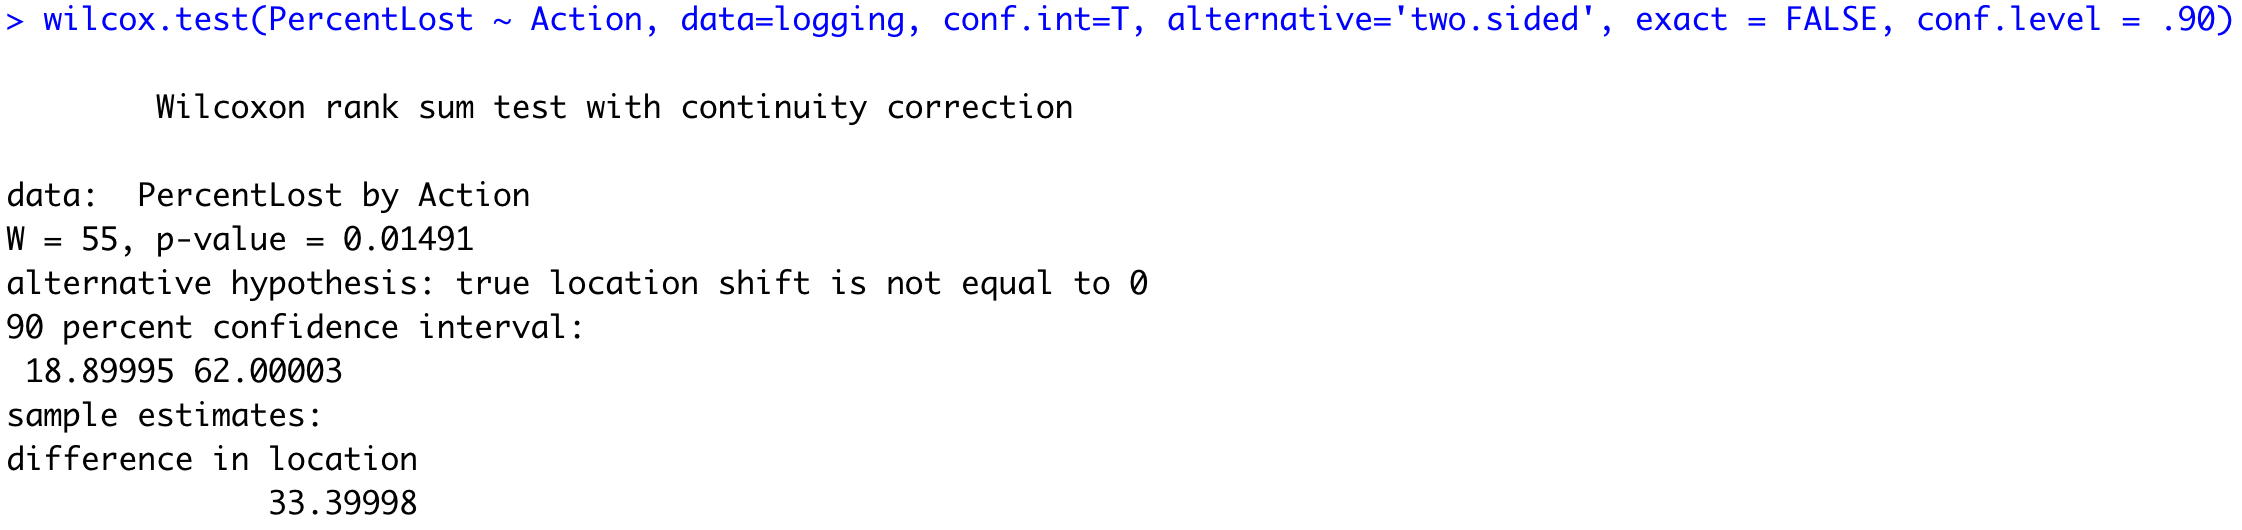 > wilcox.test(PercentLost ~ Action, data=logging, conf.int=T, alternative='two.sided', exact = FALSE, conf.level = .90)
Wilcoxon rank sum test with continuity correction
data:  PercentLost by Action
W = 55, p-value = 0.01491
alternative hypothesis: true location shift is not equal to 0
90 percent confidence interval:
18.89995 62.00003
sample estimates:
difference in location
33.39998